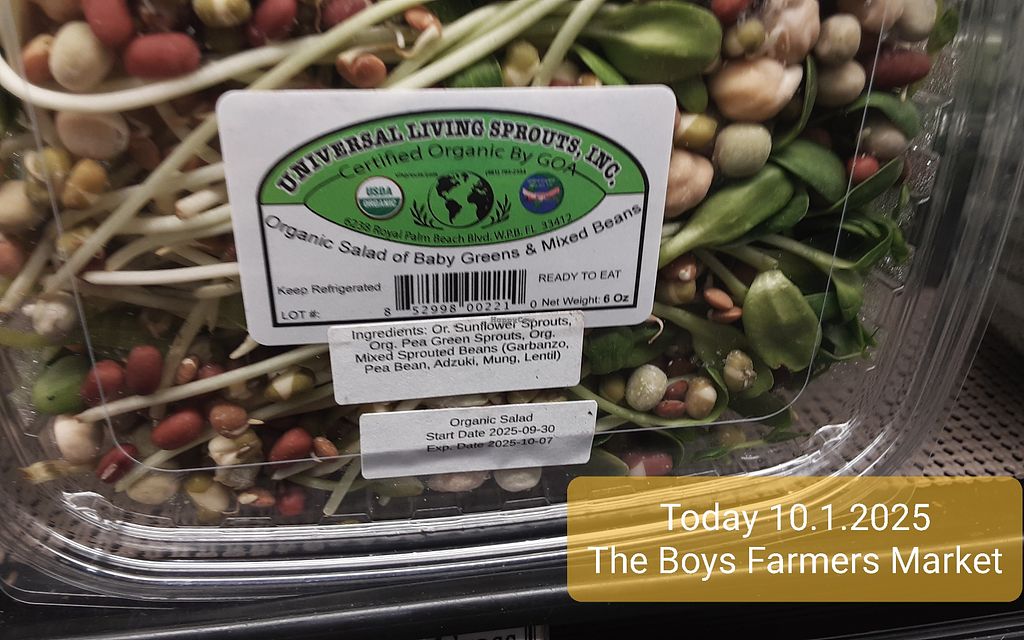 UNIVERSAL LIVING SPROUTS, INC.
Certified Organic By GOA
USDA
ORGANIC
6238 Royal Palm Beach Blvd. W.P.B. FL 33412
Organic Salad of Baby Greens & Mixed Beans
Keep Refrigerated
READY TO EAT
LOT #:
8 52998 00221 0
Net Weight: 6 Oz
Ingredients: Or. Sunflower Sprouts,
Org. Pea Green Sprouts, Org.
Mixed Sprouted Beans (Garbanzo,
Pea Bean, Adzuki, Mung, Lentil)
Organic Salad
Start Date 2025-09-30
Exp. Date 2025-10-07
Today 10.1.2025
The Boys Farmers Market